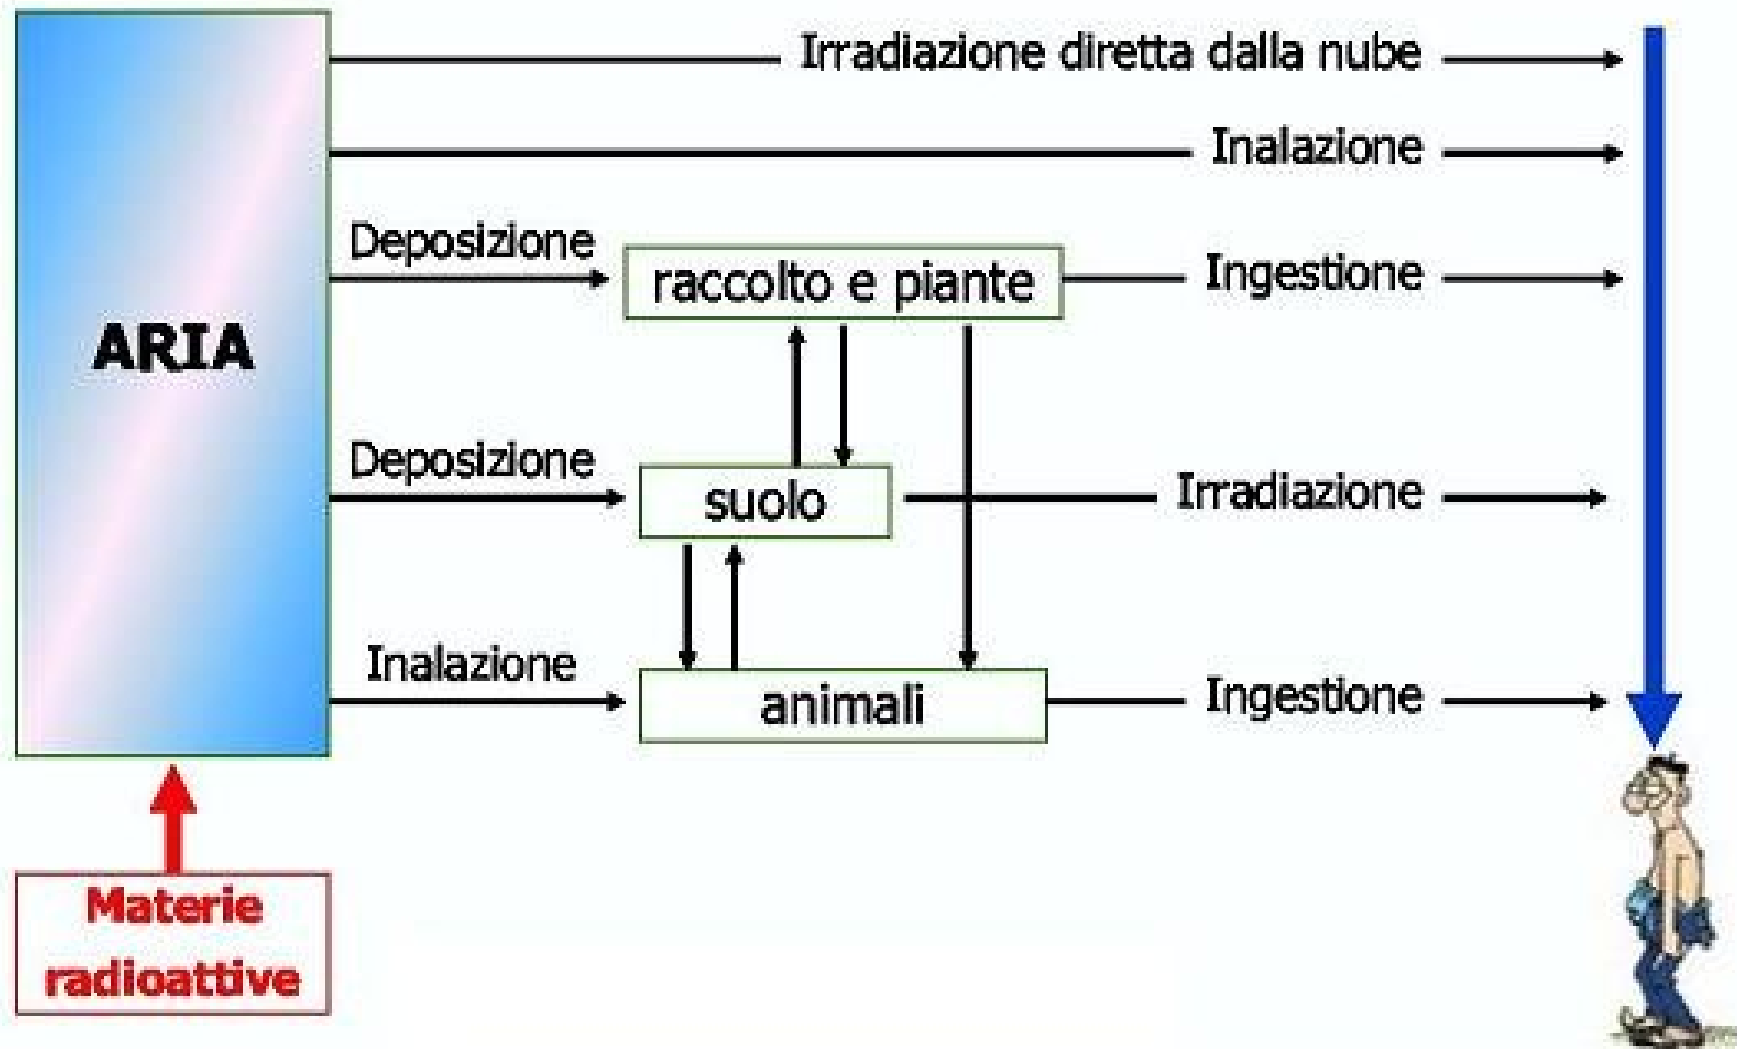 Irradiazione diretta dalla nube
Inalazione
Deposizione
raccolto e piante
Ingestione
ARIA
Deposizione
suolo
Irradiazione
Inalazione
animali
Ingestione
Materie
radioattive